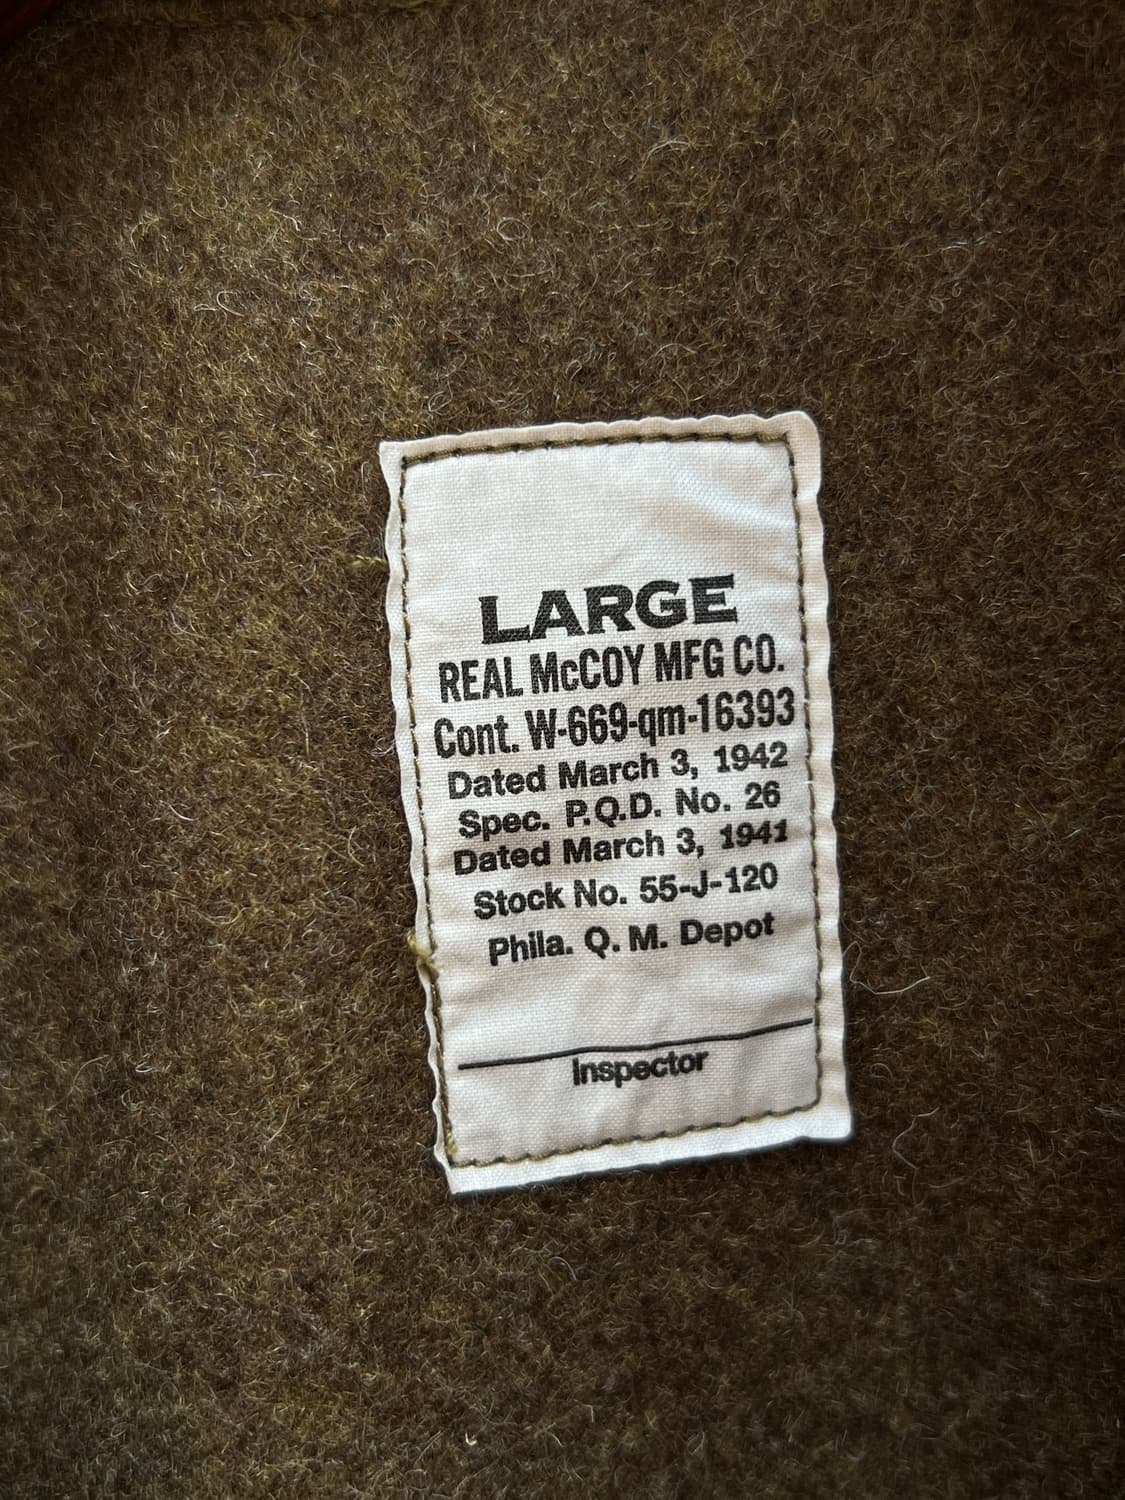 LARGE
REAL McCOY MFG CO.
Cont. W-669-qm-16393
Dated March 3, 1942
Spec. P.Q.D. No. 26
Dated March 3, 1941
Stock No. 55-J-120
Phila. Q. M. Depot
Inspector